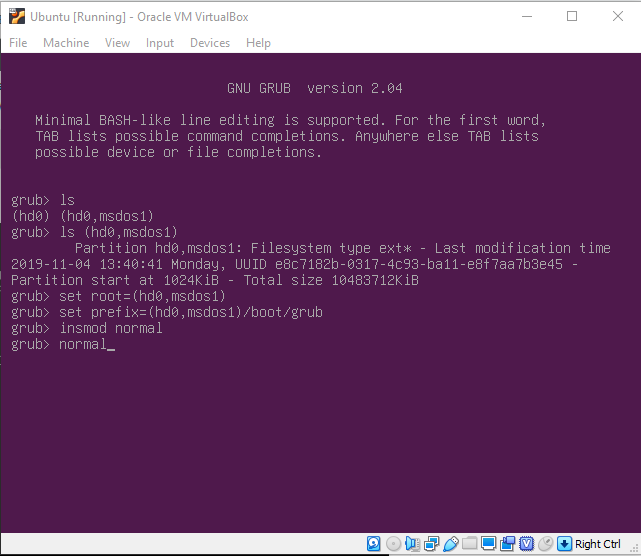 Ubuntu [Running] - Oracle VM VirtualBox
File Machine View Input Devices Help
GNU GRUB version 2.04
Minimal BASH-like line editing is supported. For the first word,
TAB lists possible command completions. Anywhere else TAB lists
possible device or file completions.
grub> ls
(hd0) (hd0,msdos1)
grub> ls (hd0,msdos1)
Partition hd0,msdos1: Filesystem type ext* - Last modification time
2019-11-04 13:40:41 Monday, UUID e8c7182b-0317-4c93-ba11-e8f7aa7b3e45 -
Partition start at 1024KiB - Total size 10483712KiB
grub> set root=(hd0,msdos1)
grub> set prefix=(hd0,msdos1)/boot/grub
grub> insmod normal
grub> normal_
Right Ctrl